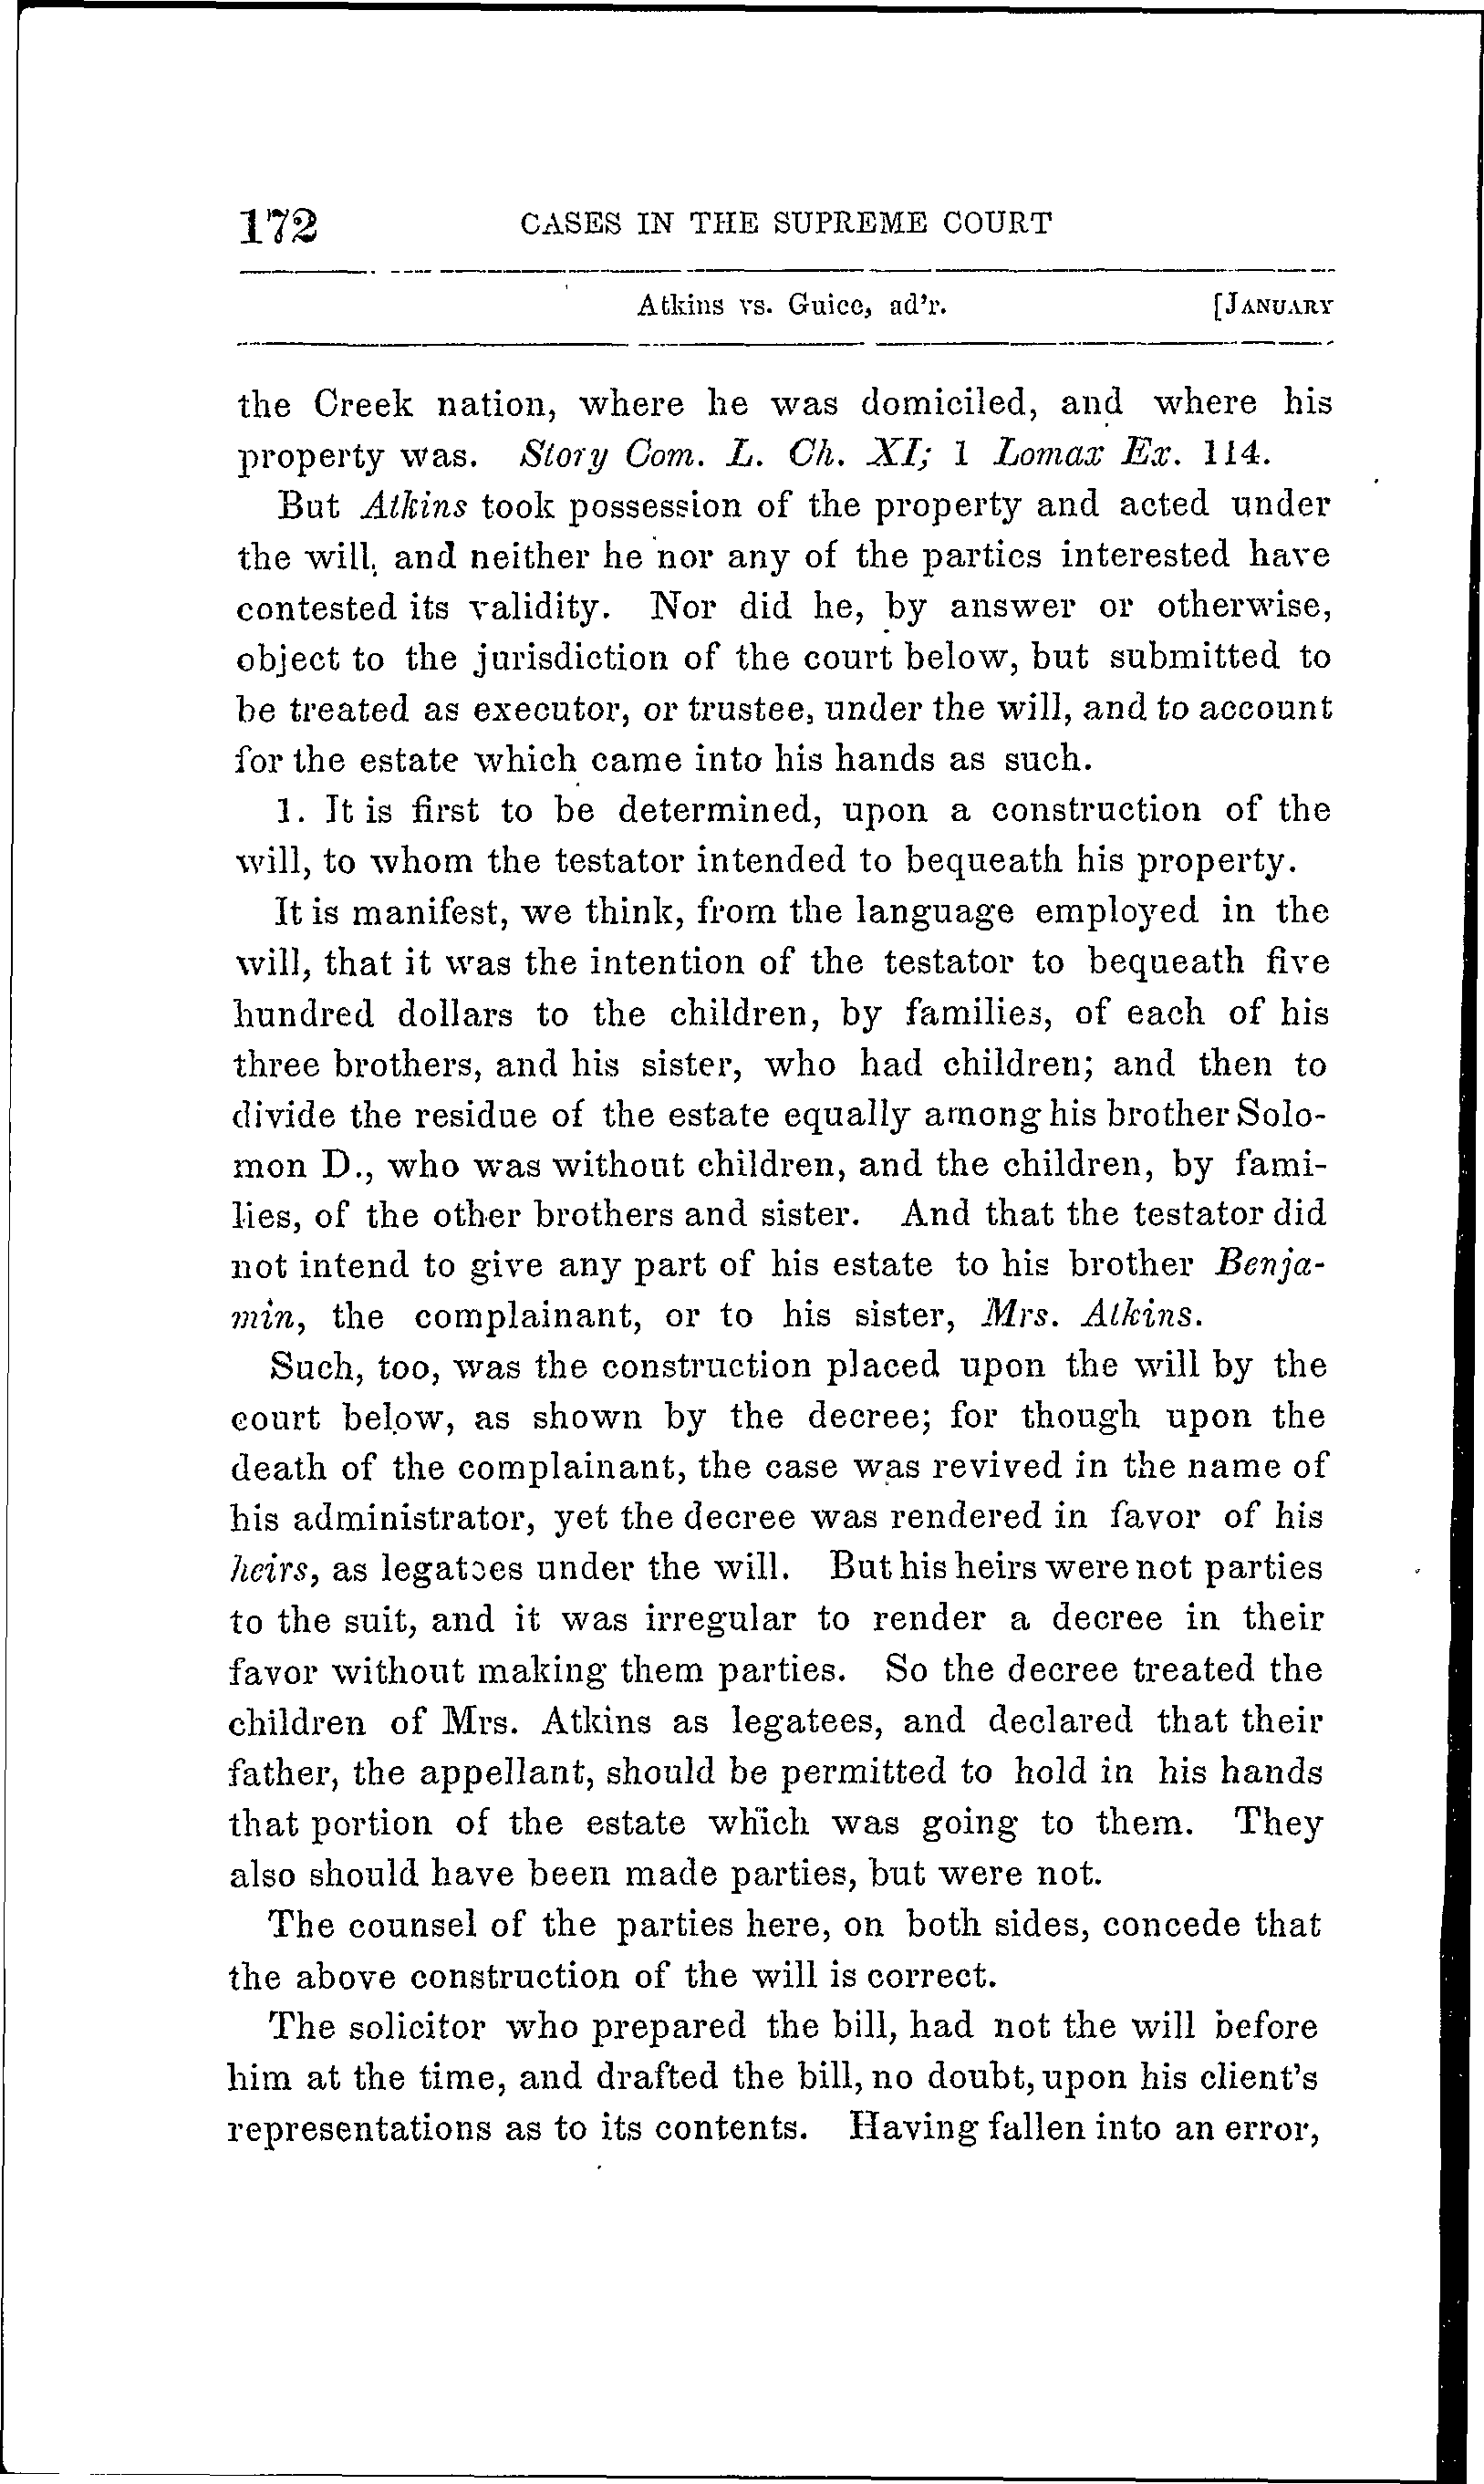 172 CASES IN THE SUPREME COURT
Atkins vs. Guice, ad'r. [JANUARY
the Creek nation, where he was domiciled, and where his
property was. Story Com. L. Ch. XI; 1 Lomax Ex. 114.
But Atkins took possession of the property and acted under
the will, and neither he nor any of the parties interested have
contested its validity. Nor did he, by answer or otherwise,
object to the jurisdiction of the court below, but submitted to
be treated as executor, or trustee, under the will, and to account
for the estate which came into his hands as such.
1. It is first to be determined, upon a construction of the
will, to whom the testator intended to bequeath his property.
It is manifest, we think, from the language employed in the
will, that it was the intention of the testator to bequeath five
hundred dollars to the children, by families, of each of his
three brothers, and his sister, who had children; and then to
divide the residue of the estate equally among his brother Solo-
mon D., who was without children, and the children, by fami-
lies, of the other brothers and sister. And that the testator did
not intend to give any part of his estate to his brother Benja-
min, the complainant, or to his sister, Mrs. Atkins.
Such, too, was the construction placed upon the will by the
court below, as shown by the decree; for though upon the
death of the complainant, the case was revived in the name of
his administrator, yet the decree was rendered in favor of his
heirs, as legatees under the will. But his heirs were not parties
to the suit, and it was irregular to render a decree in their
favor without making them parties. So the decree treated the
children of Mrs. Atkins as legatees, and declared that their
father, the appellant, should be permitted to hold in his hands
that portion of the estate which was going to them. They
also should have been made parties, but were not.
The counsel of the parties here, on both sides, concede that
the above construction of the will is correct.
The solicitor who prepared the bill, had not the will before
him at the time, and drafted the bill, no doubt, upon his client's
representations as to its contents. Having fallen into an error,